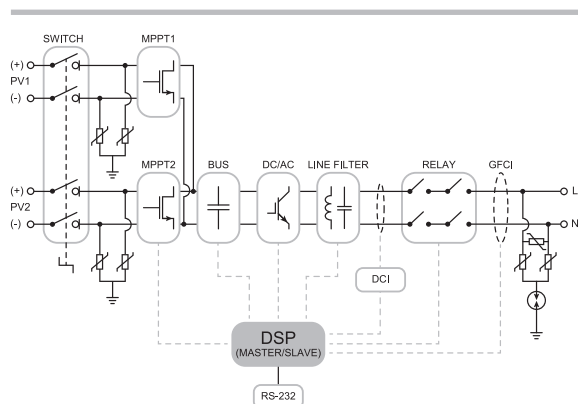 SWITCH
MPPT1
(+)
PV1
(-)
MPPT2
BUS
DC/AC
LINE FILTER
RELAY
GFCI
(+)
PV2
(-)
L
N
DCI
DSP
(MASTER/SLAVE)
RS-232